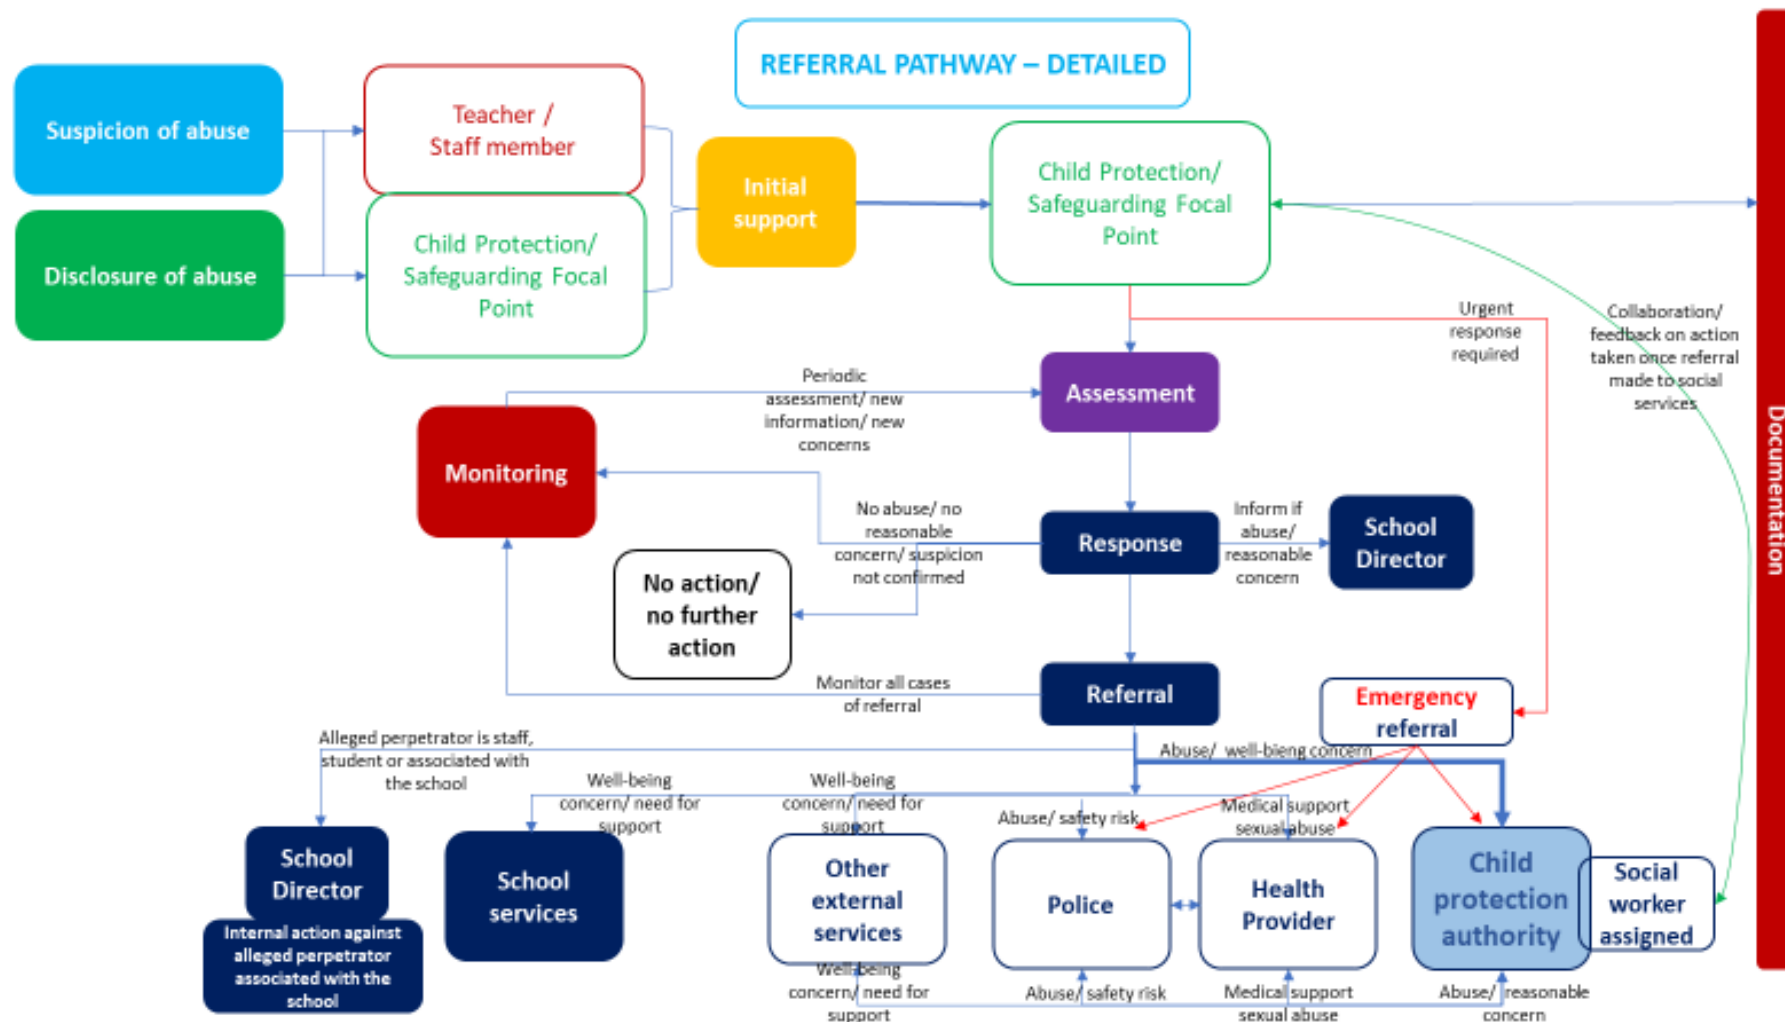 REFERRAL PATHWAY – DETAILED
Suspicion of abuse
Disclosure of abuse
Teacher /
Staff member
Child Protection/
Safeguarding Focal
Point
Initial
support
Child Protection/
Safeguarding Focal
Point
Urgent
response
required
Collaboration/
feedback on action
taken once referral
made to social
services
Documentation
Periodic
assessment/ new
information/ new
concerns
Assessment
Monitoring
No abuse/ no
reasonable
concern/ suspicion
not confirmed
Response
Inform if
abuse/
reasonable
concern
School
Director
No action/
no further
action
Monitor all cases
of referral
Referral
Emergency
referral
Alleged perpetrator is staff,
student or associated with
the school
Well-being
concern/ need for
support
Well-being
concern/ need for
support
Abuse/ safety risk
Abuse/ well-bieng concern
Medical support
sexual abuse
School
Director
Internal action against
alleged perpetrator
associated with the
school
School
services
Other
external
services
Police
Health
Provider
Child
protection
authority
Social
worker
assigned
Well-being
concern/ need for
support
Abuse/ safety risk
Medical support
sexual abuse
Abuse/ reasonable
concern